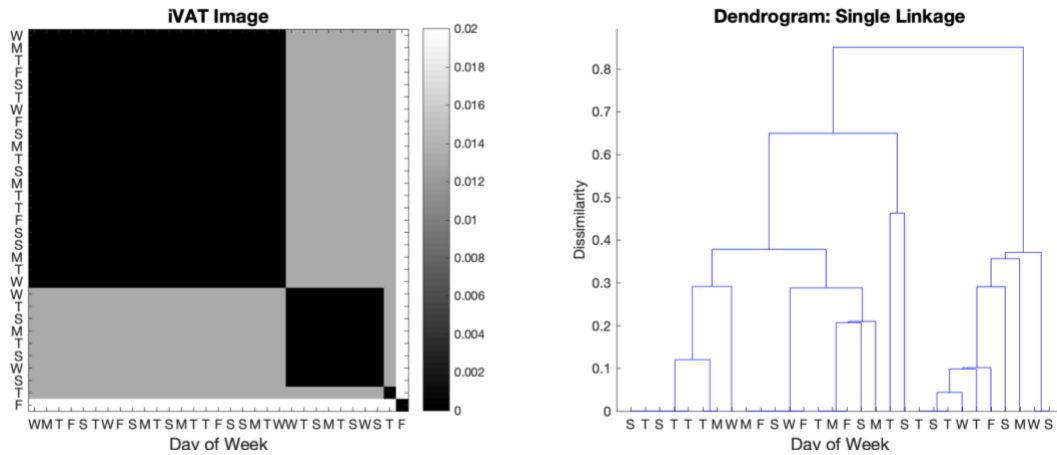 iVAT Image
W
M
T
F
S
T
W
F
S
M
T
S
M
T
T
F
S
S
M
T
W
W
T
S
M
T
S
W
S
T
F
WMTFSTWFSMTSMTTFSSMTWWTSMTSWSTF
Day of Week
0.02
0.018
0.016
0.014
0.012
0.01
0.008
0.006
0.004
0.002
0
Dendrogram: Single Linkage
Dissimilarity
0.8
0.7
0.6
0.5
0.4
0.3
0.2
0.1
0
S T S T T T M W M F S W F T M F S M T S T S T W T F S M W S
Day of Week